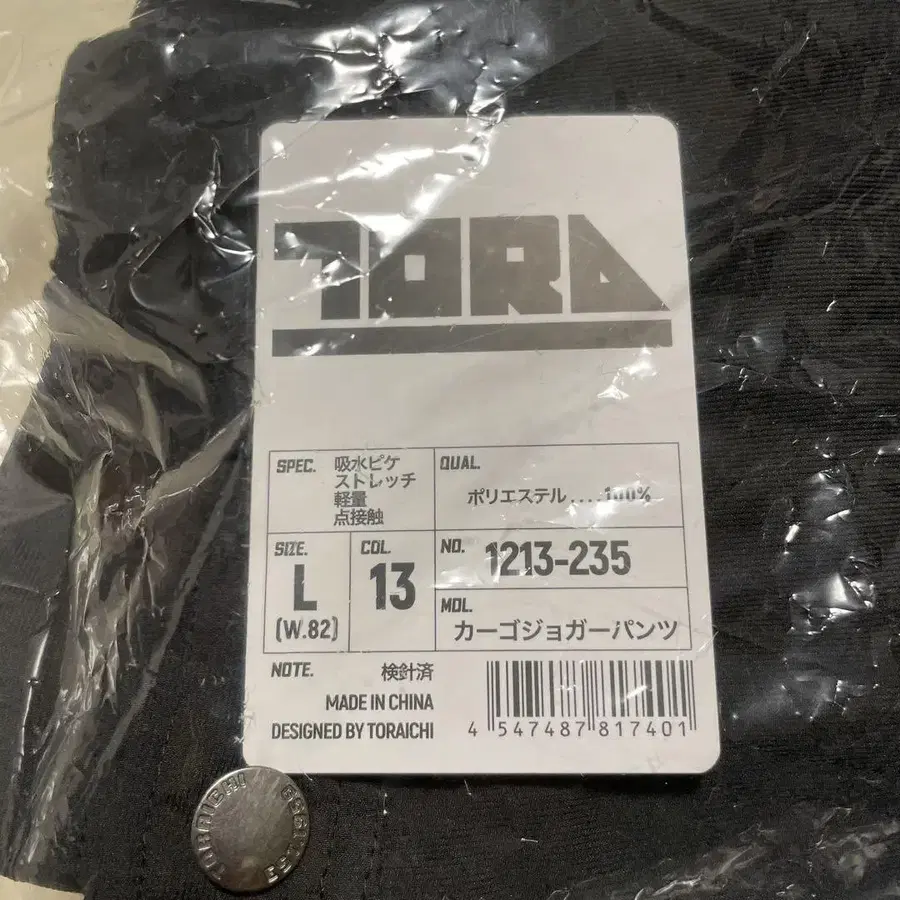 TORA
SPEC. 吸水ピケ
ストレッチ
軽量
点接触
QUAL.
ポリエステル....100%
SIZE. L
(W.82)
COL. 13
NO. 1213-235
MDL.
カーゴジョガーパンツ
NOTE. 検針済
MADE IN CHINA
DESIGNED BY TORAICHI
4 547487 817401
TORAICHI